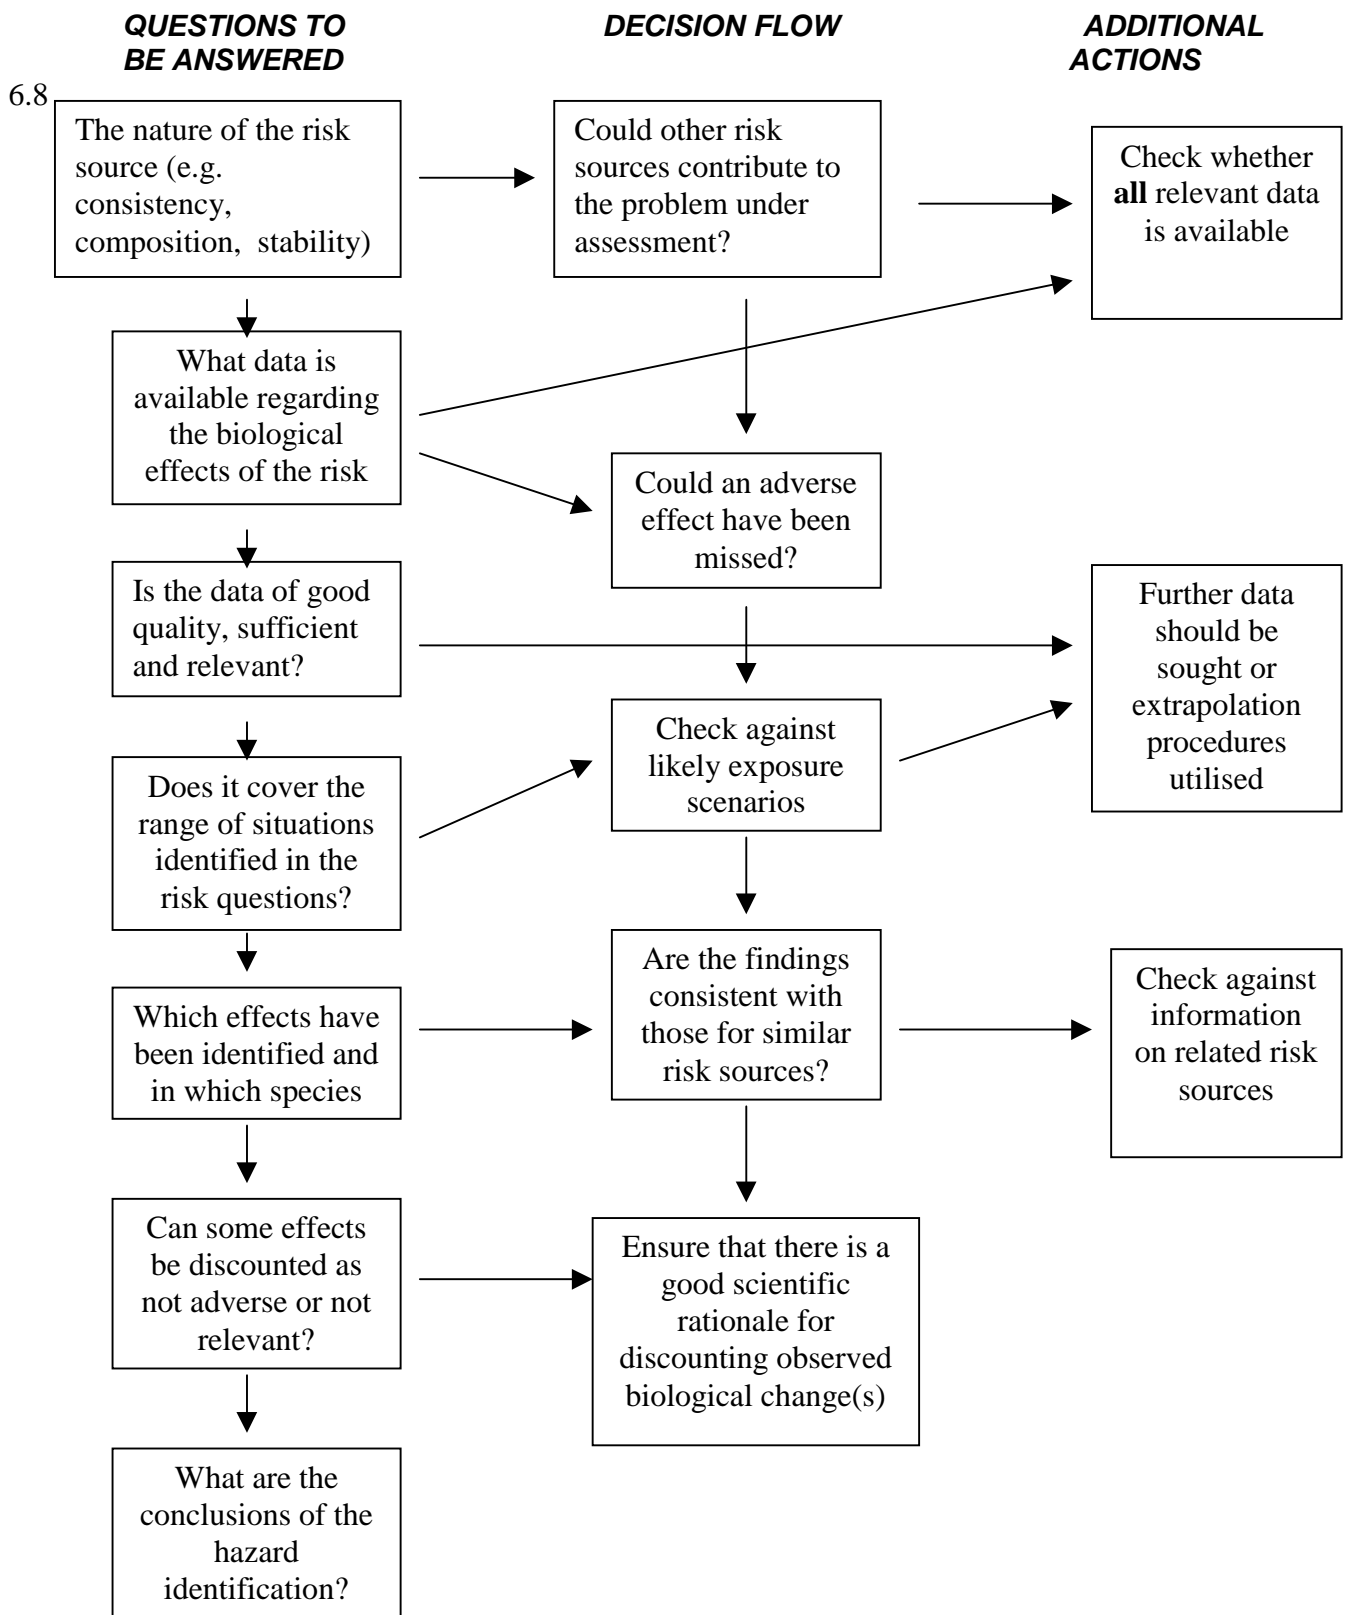 QUESTIONS TO
BE ANSWERED
DECISION FLOW
ADDITIONAL
ACTIONS
6.8
The nature of the risk
source (e.g.
consistency,
composition, stability)
Could other risk
sources contribute to
the problem under
assessment?
Check whether
all relevant data
is available
What data is
available regarding
the biological
effects of the risk
Could an adverse
effect have been
missed?
Is the data of good
quality, sufficient
and relevant?
Further data
should be
sought or
extrapolation
procedures
utilised
Check against
likely exposure
scenarios
Does it cover the
range of situations
identified in the
risk questions?
Are the findings
consistent with
those for similar
risk sources?
Check against
information
on related risk
sources
Which effects have
been identified and
in which species
Can some effects
be discounted as
not adverse or not
relevant?
Ensure that there is a
good scientific
rationale for
discounting observed
biological change(s)
What are the
conclusions of the
hazard
identification?